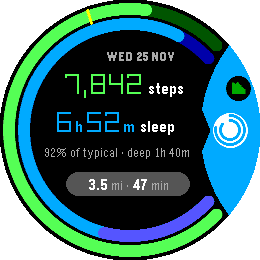 WED 25 NOV
7,842 steps
6h52m sleep
92% of typical · deep 1h 40m
3.5 mi · 47 min